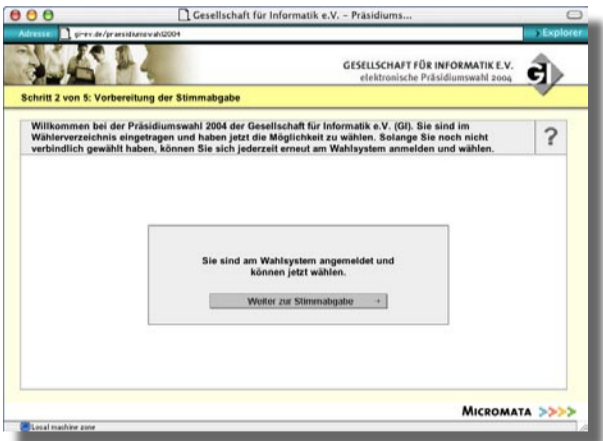 Gesellschaft für Informatik e.V. – Präsidiums...
Adresse: gi-ev.de/praesidiumswahl2004 Explorer
GESELLSCHAFT FÜR INFORMATIK E.V.
elektronische Präsidiumswahl 2004
GI
Schritt 2 von 5: Vorbereitung der Stimmabgabe
Willkommen bei der Präsidiumswahl 2004 der Gesellschaft für Informatik e.V. (GI). Sie sind im
Wählerverzeichnis eingetragen und haben jetzt die Möglichkeit zu wählen. Solange Sie noch nicht
verbindlich gewählt haben, können Sie sich jederzeit erneut am Wahlsystem anmelden und wählen.
?
Sie sind am Wahlsystem angemeldet und
können jetzt wählen.
Weiter zur Stimmabgabe →
MICROMATA >>>>
Local machine zone